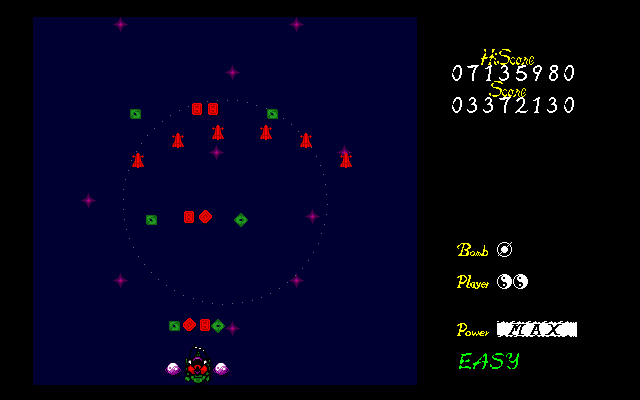 HiScore
07135980
Score
03372130
Bomb
Player
Power MAX
EASY